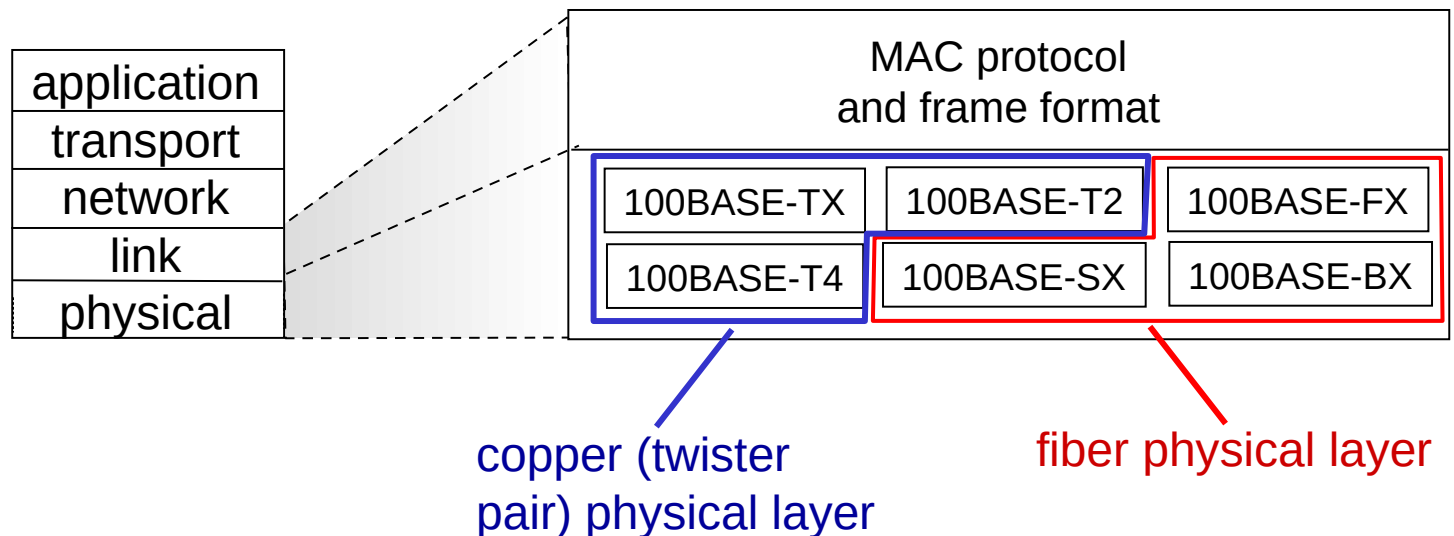 application
transport
network
link
physical
MAC protocol
and frame format
100BASE-TX
100BASE-T2
100BASE-FX
100BASE-T4
100BASE-SX
100BASE-BX
copper (twister
pair) physical layer
fiber physical layer